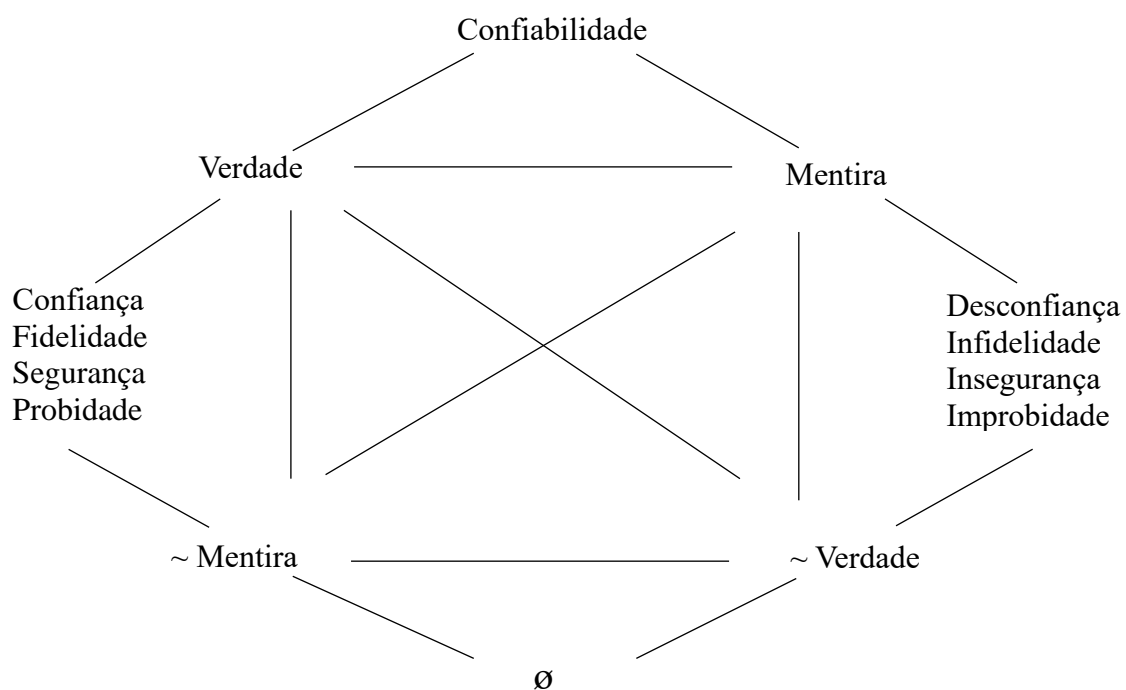 Confiabilidade
Verdade
Mentira
Confiança
Fidelidade
Segurança
Probidade
Desconfiança
Infidelidade
Insegurança
Improbidade
~ Mentira
~ Verdade
ø